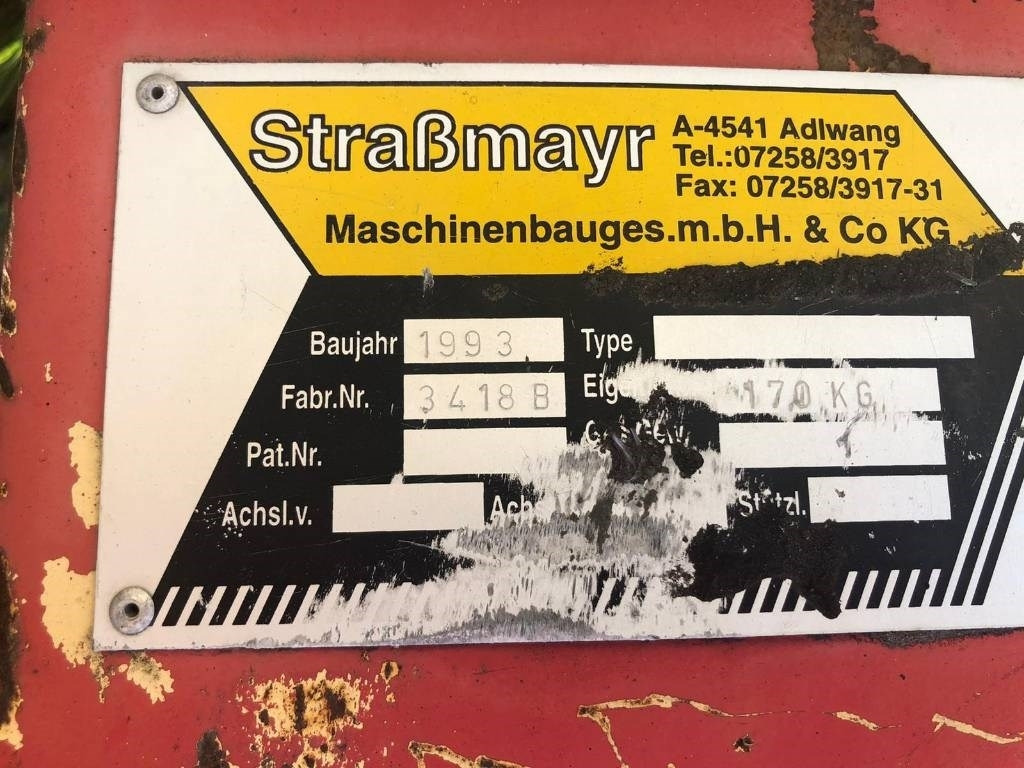 Straßmayr
A-4541 Adlwang
Tel.:07258/3917
Fax: 07258/3917-31
Maschinenbauges.m.b.H. & Co KG
Baujahr 1993 Type
Fabr.Nr. 3418 B 170 KG
Pat.Nr.
Achsl.v.